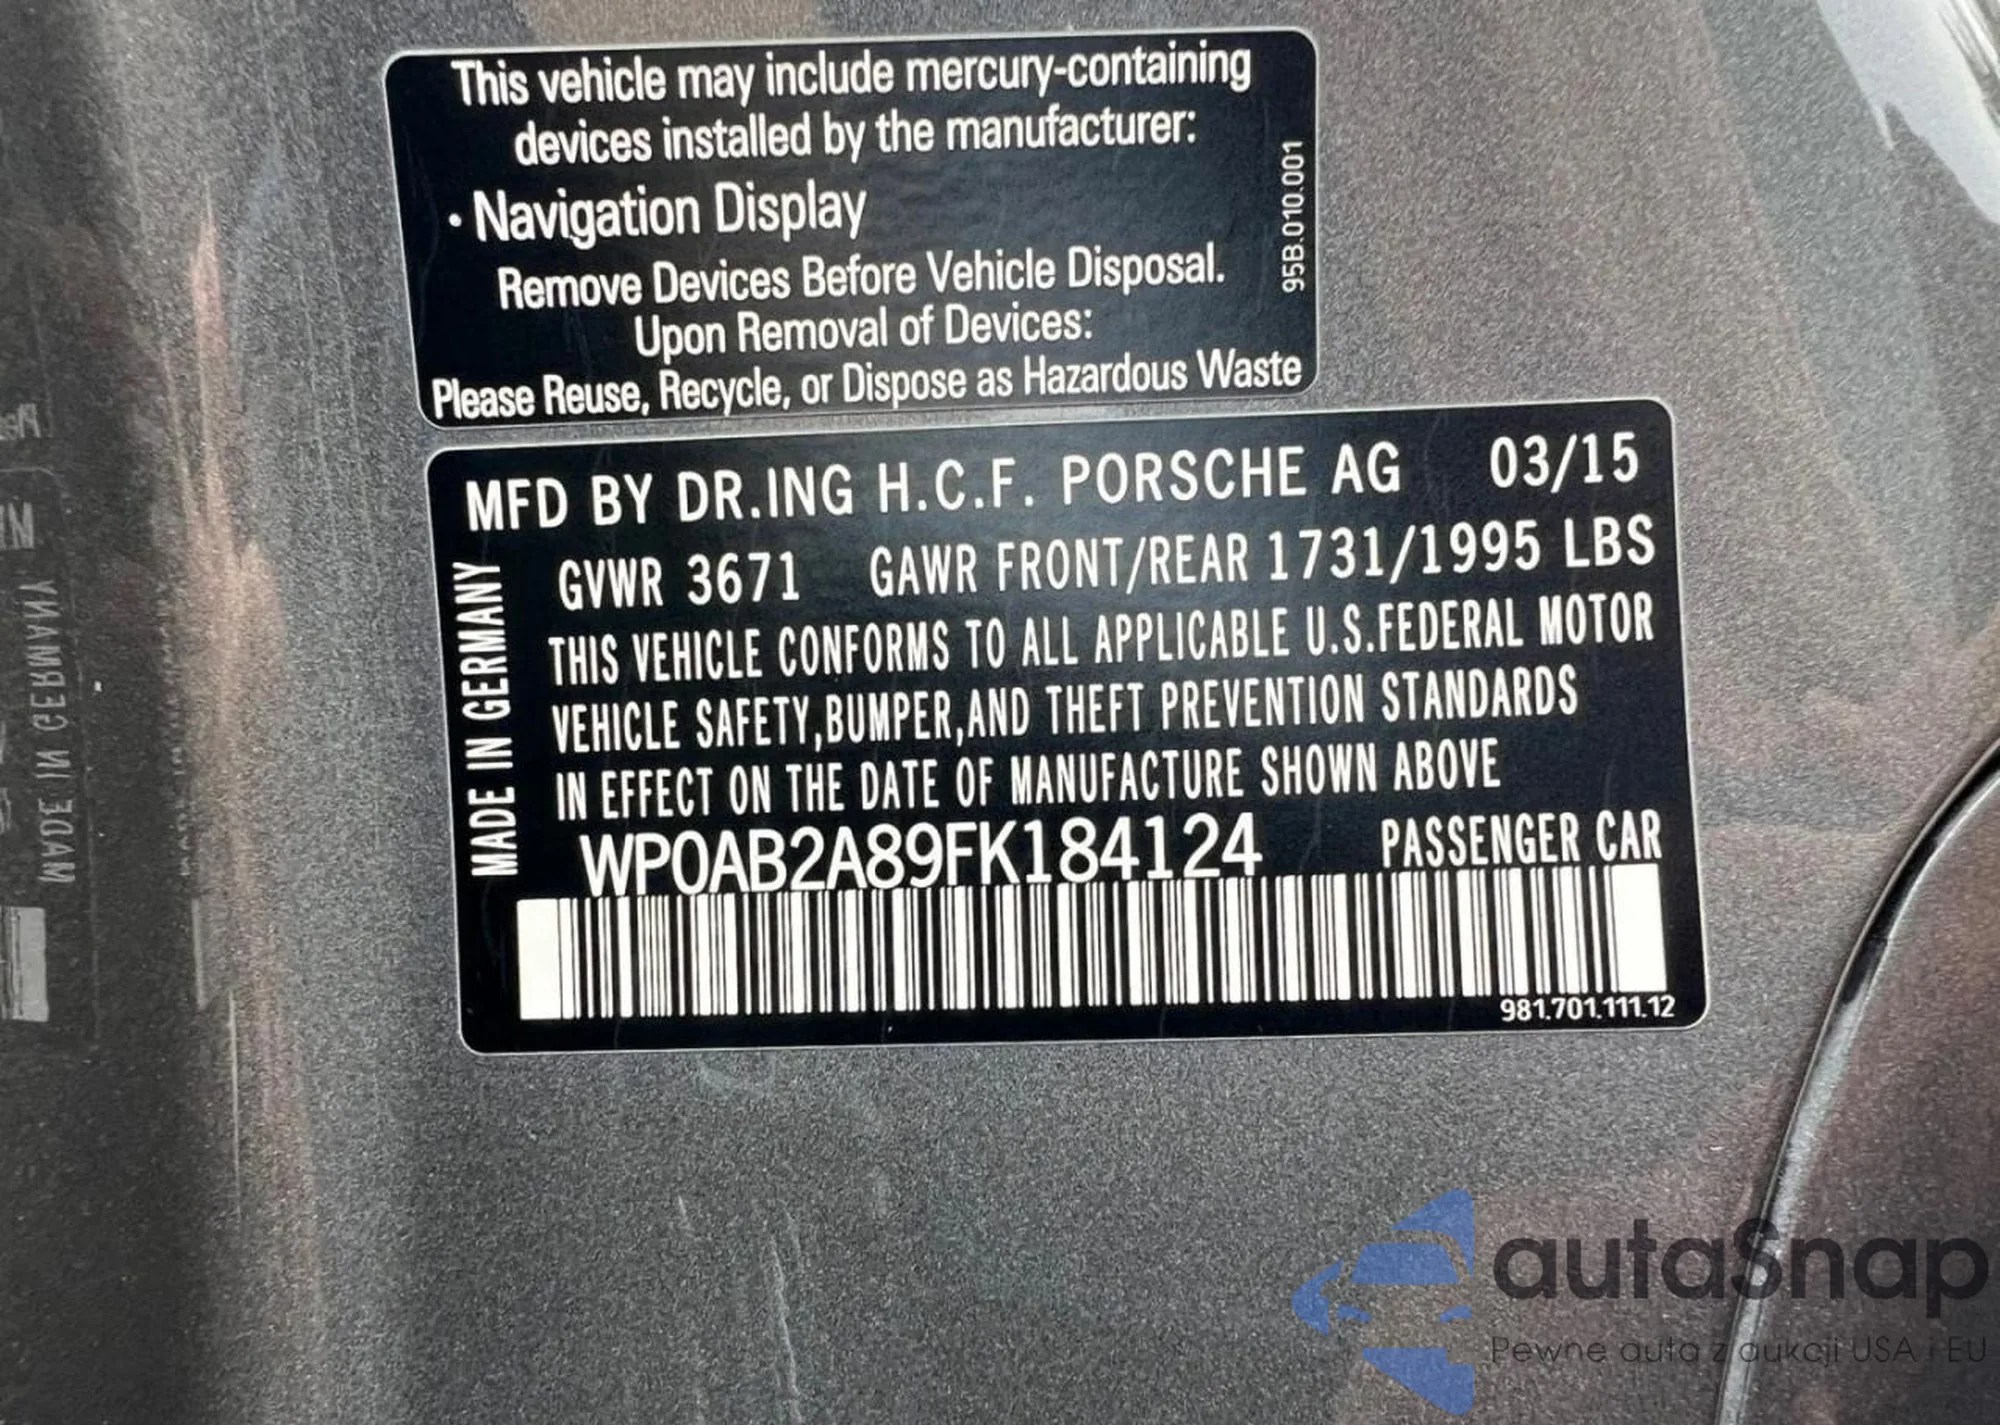 This vehicle may include mercury-containing
devices installed by the manufacturer:
· Navigation Display
Remove Devices Before Vehicle Disposal.
Upon Removal of Devices:
Please Reuse, Recycle, or Dispose as Hazardous Waste
95B.010.001
MFD BY DR.ING H.C.F. PORSCHE AG 03/15
GVWR 3671 GAWR FRONT/REAR 1731/1995 LBS
THIS VEHICLE CONFORMS TO ALL APPLICABLE U.S.FEDERAL MOTOR
VEHICLE SAFETY,BUMPER,AND THEFT PREVENTION STANDARDS
IN EFFECT ON THE DATE OF MANUFACTURE SHOWN ABOVE
WP0AB2A89FK184124 PASSENGER CAR
MADE IN GERMANY
981.701.111.12
MADE IN GERMANY
autaSnap
Pewne auta z aukcji USA i EU